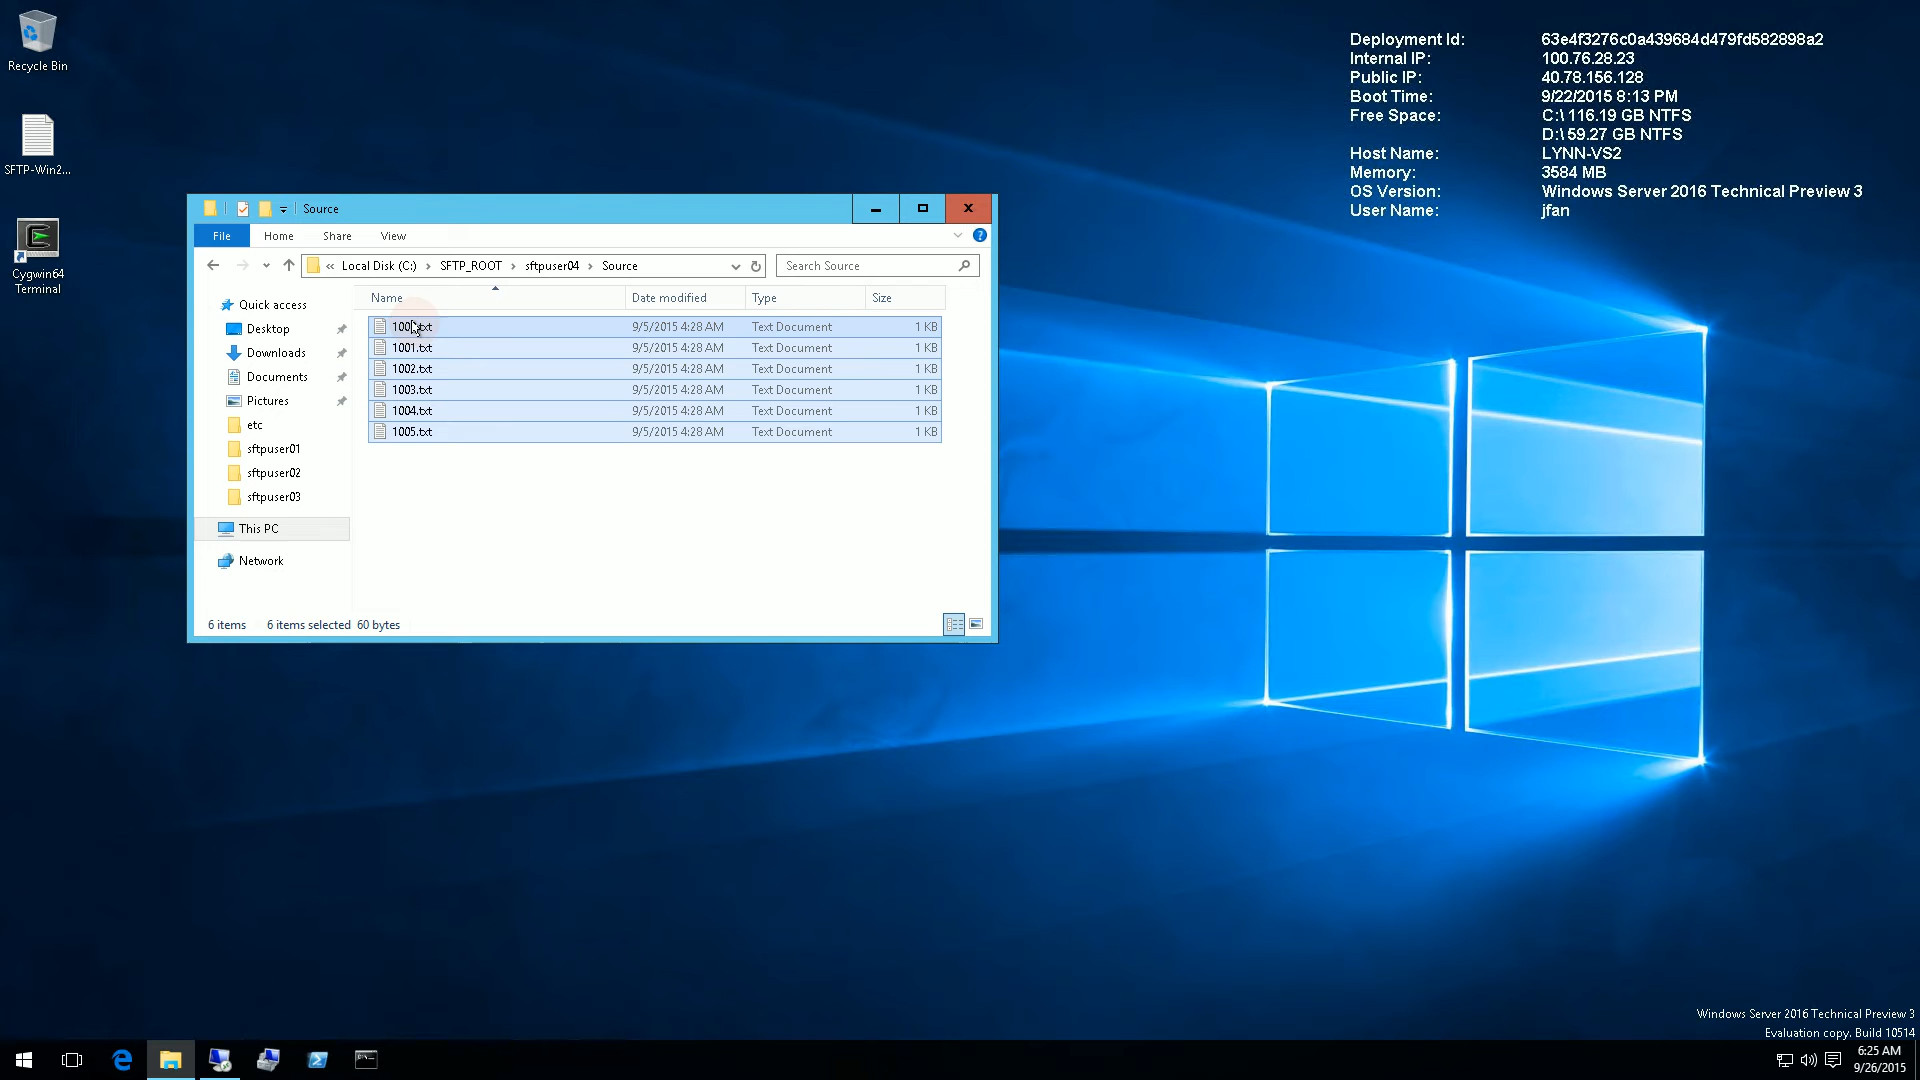 Recycle Bin
SFTP-Win2...
Cygwin64
Terminal
Deployment Id: 63e4f3276c0a439684d479fd582898a2
Internal IP: 100.76.28.23
Public IP: 40.78.156.128
Boot Time: 9/22/2015 8:13 PM
Free Space: C:\ 116.19 GB NTFS
D:\ 59.27 GB NTFS
Host Name: LYNN-VS2
Memory: 3584 MB
OS Version: Windows Server 2016 Technical Preview 3
User Name: jfan
Source
File Home Share View
« Local Disk (C:) › SFTP_ROOT › sftpuser04 › Source
Search Source
Name Date modified Type Size
9/5/2015 4:28 AM Text Document 1 KB
1001.txt 9/5/2015 4:28 AM Text Document 1 KB
1002.txt 9/5/2015 4:28 AM Text Document 1 KB
1003.txt 9/5/2015 4:28 AM Text Document 1 KB
1004.txt 9/5/2015 4:28 AM Text Document 1 KB
1005.txt 9/5/2015 4:28 AM Text Document 1 KB
Quick access
Desktop
Downloads
Documents
Pictures
etc
sftpuser01
sftpuser02
sftpuser03
This PC
Network
6 items 6 items selected 60 bytes
Windows Server 2016 Technical Preview 3
Evaluation copy. Build 10514
6:25 AM
9/26/2015